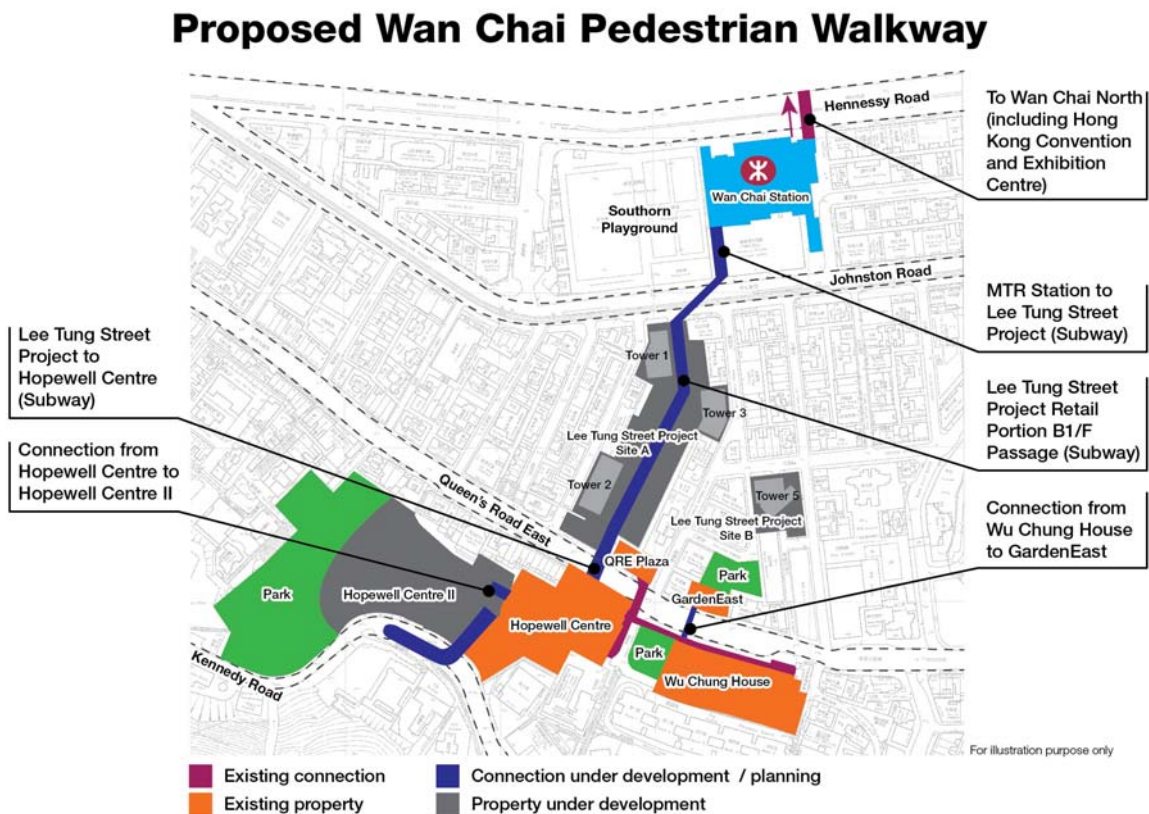 Proposed Wan Chai Pedestrian Walkway
Hennessy Road
To Wan Chai North
(including Hong
Kong Convention
and Exhibition
Centre)
Wan Chai Station
Southorn
Playground
Johnston Road
MTR Station to
Lee Tung Street
Project (Subway)
Lee Tung Street
Project to
Hopewell Centre
(Subway)
Tower 1
Tower 3
Lee Tung Street
Project Retail
Portion B1/F
Passage (Subway)
Lee Tung Street Project
Site A
Connection from
Hopewell Centre to
Hopewell Centre II
Queen's Road East
Tower 2
Tower 5
Lee Tung Street Project
Site B
Connection from
Wu Chung House
to GardenEast
QRE Plaza
Park
GardenEast
Park
Hopewell Centre II
Hopewell Centre
Park
Wu Chung House
Kennedy Road
For illustration purpose only
Existing connection
Connection under development / planning
Existing property
Property under development